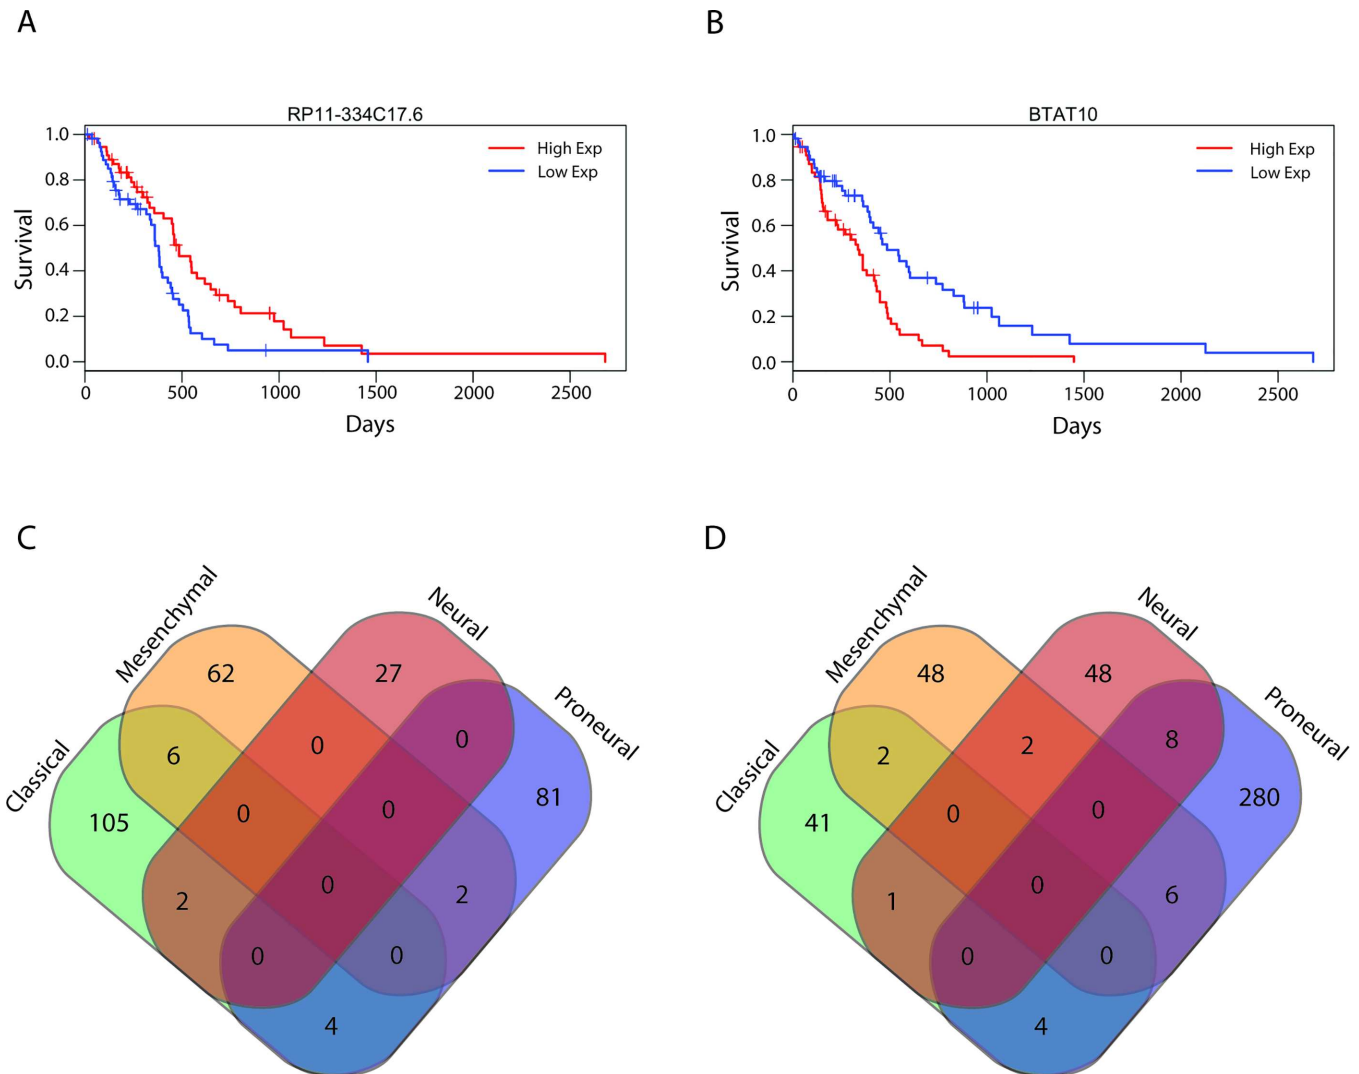 A
B
RP11-334C17.6
BTAT10
1.0
0.8
0.6
0.4
0.2
0.0
Survival
High Exp
Low Exp
0 500 1000 1500 2000 2500
Days
1.0
0.8
0.6
0.4
0.2
0.0
Survival
High Exp
Low Exp
0 500 1000 1500 2000 2500
Days
C
Classical
Mesenchymal
Neural
Proneural
62
27
6
0
0
105
0
0
81
2
0
2
0
0
4
D
Classical
Mesenchymal
Neural
Proneural
48
48
2
2
8
41
0
0
280
1
0
6
0
0
4